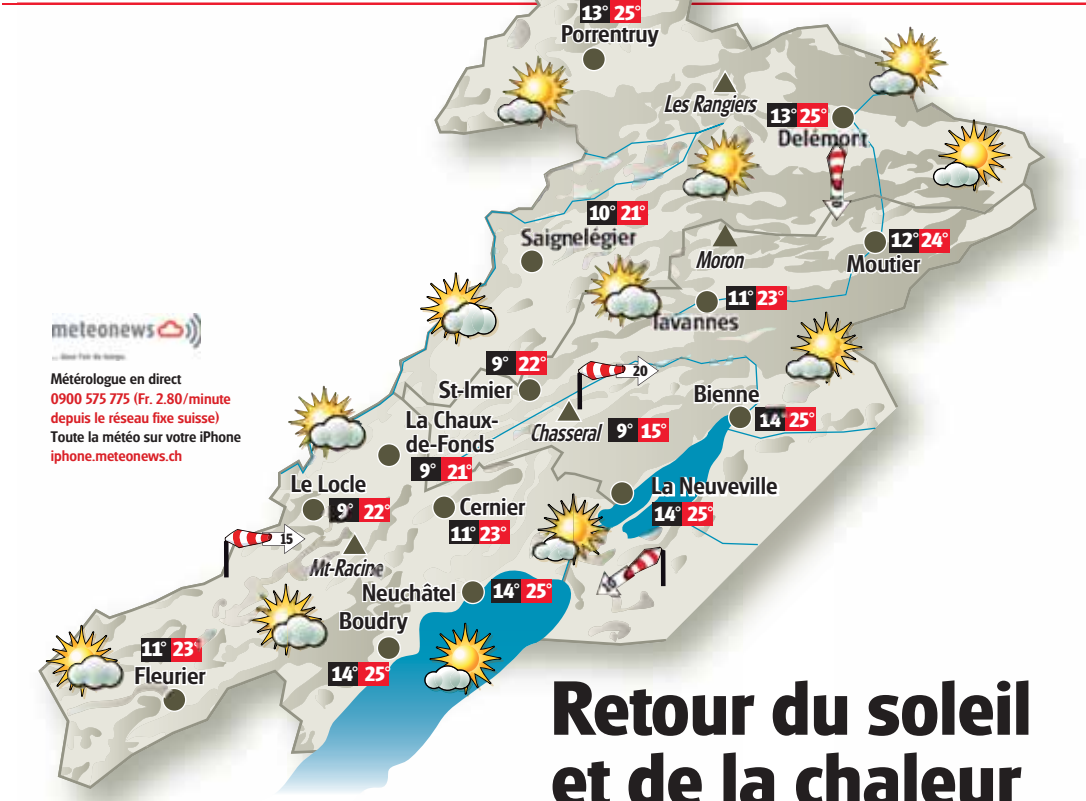 13° 25°
Porrentruy
Les Rangiers
13° 25°
Delémont
10° 21°
Saignelégier
Moron
12° 24°
Moutier
11° 23°
Tavannes
meteonews
Métérologue en direct
0900 575 775 (Fr. 2.80/minute
depuis le réseau fixe suisse)
Toute la météo sur votre iPhone
iphone.meteonews.ch
9° 22°
St-Imier
20
Bienne
14° 25°
La Chaux-
de-Fonds
9° 21°
Chasseral 9° 15°
Le Locle
9° 22°
Cernier
11° 23°
La Neuveville
14° 25°
15
Mt-Racine
Neuchâtel 14° 25°
Boudry
14° 25°
11° 23°
Fleurier
Retour du soleil
et de la chaleur